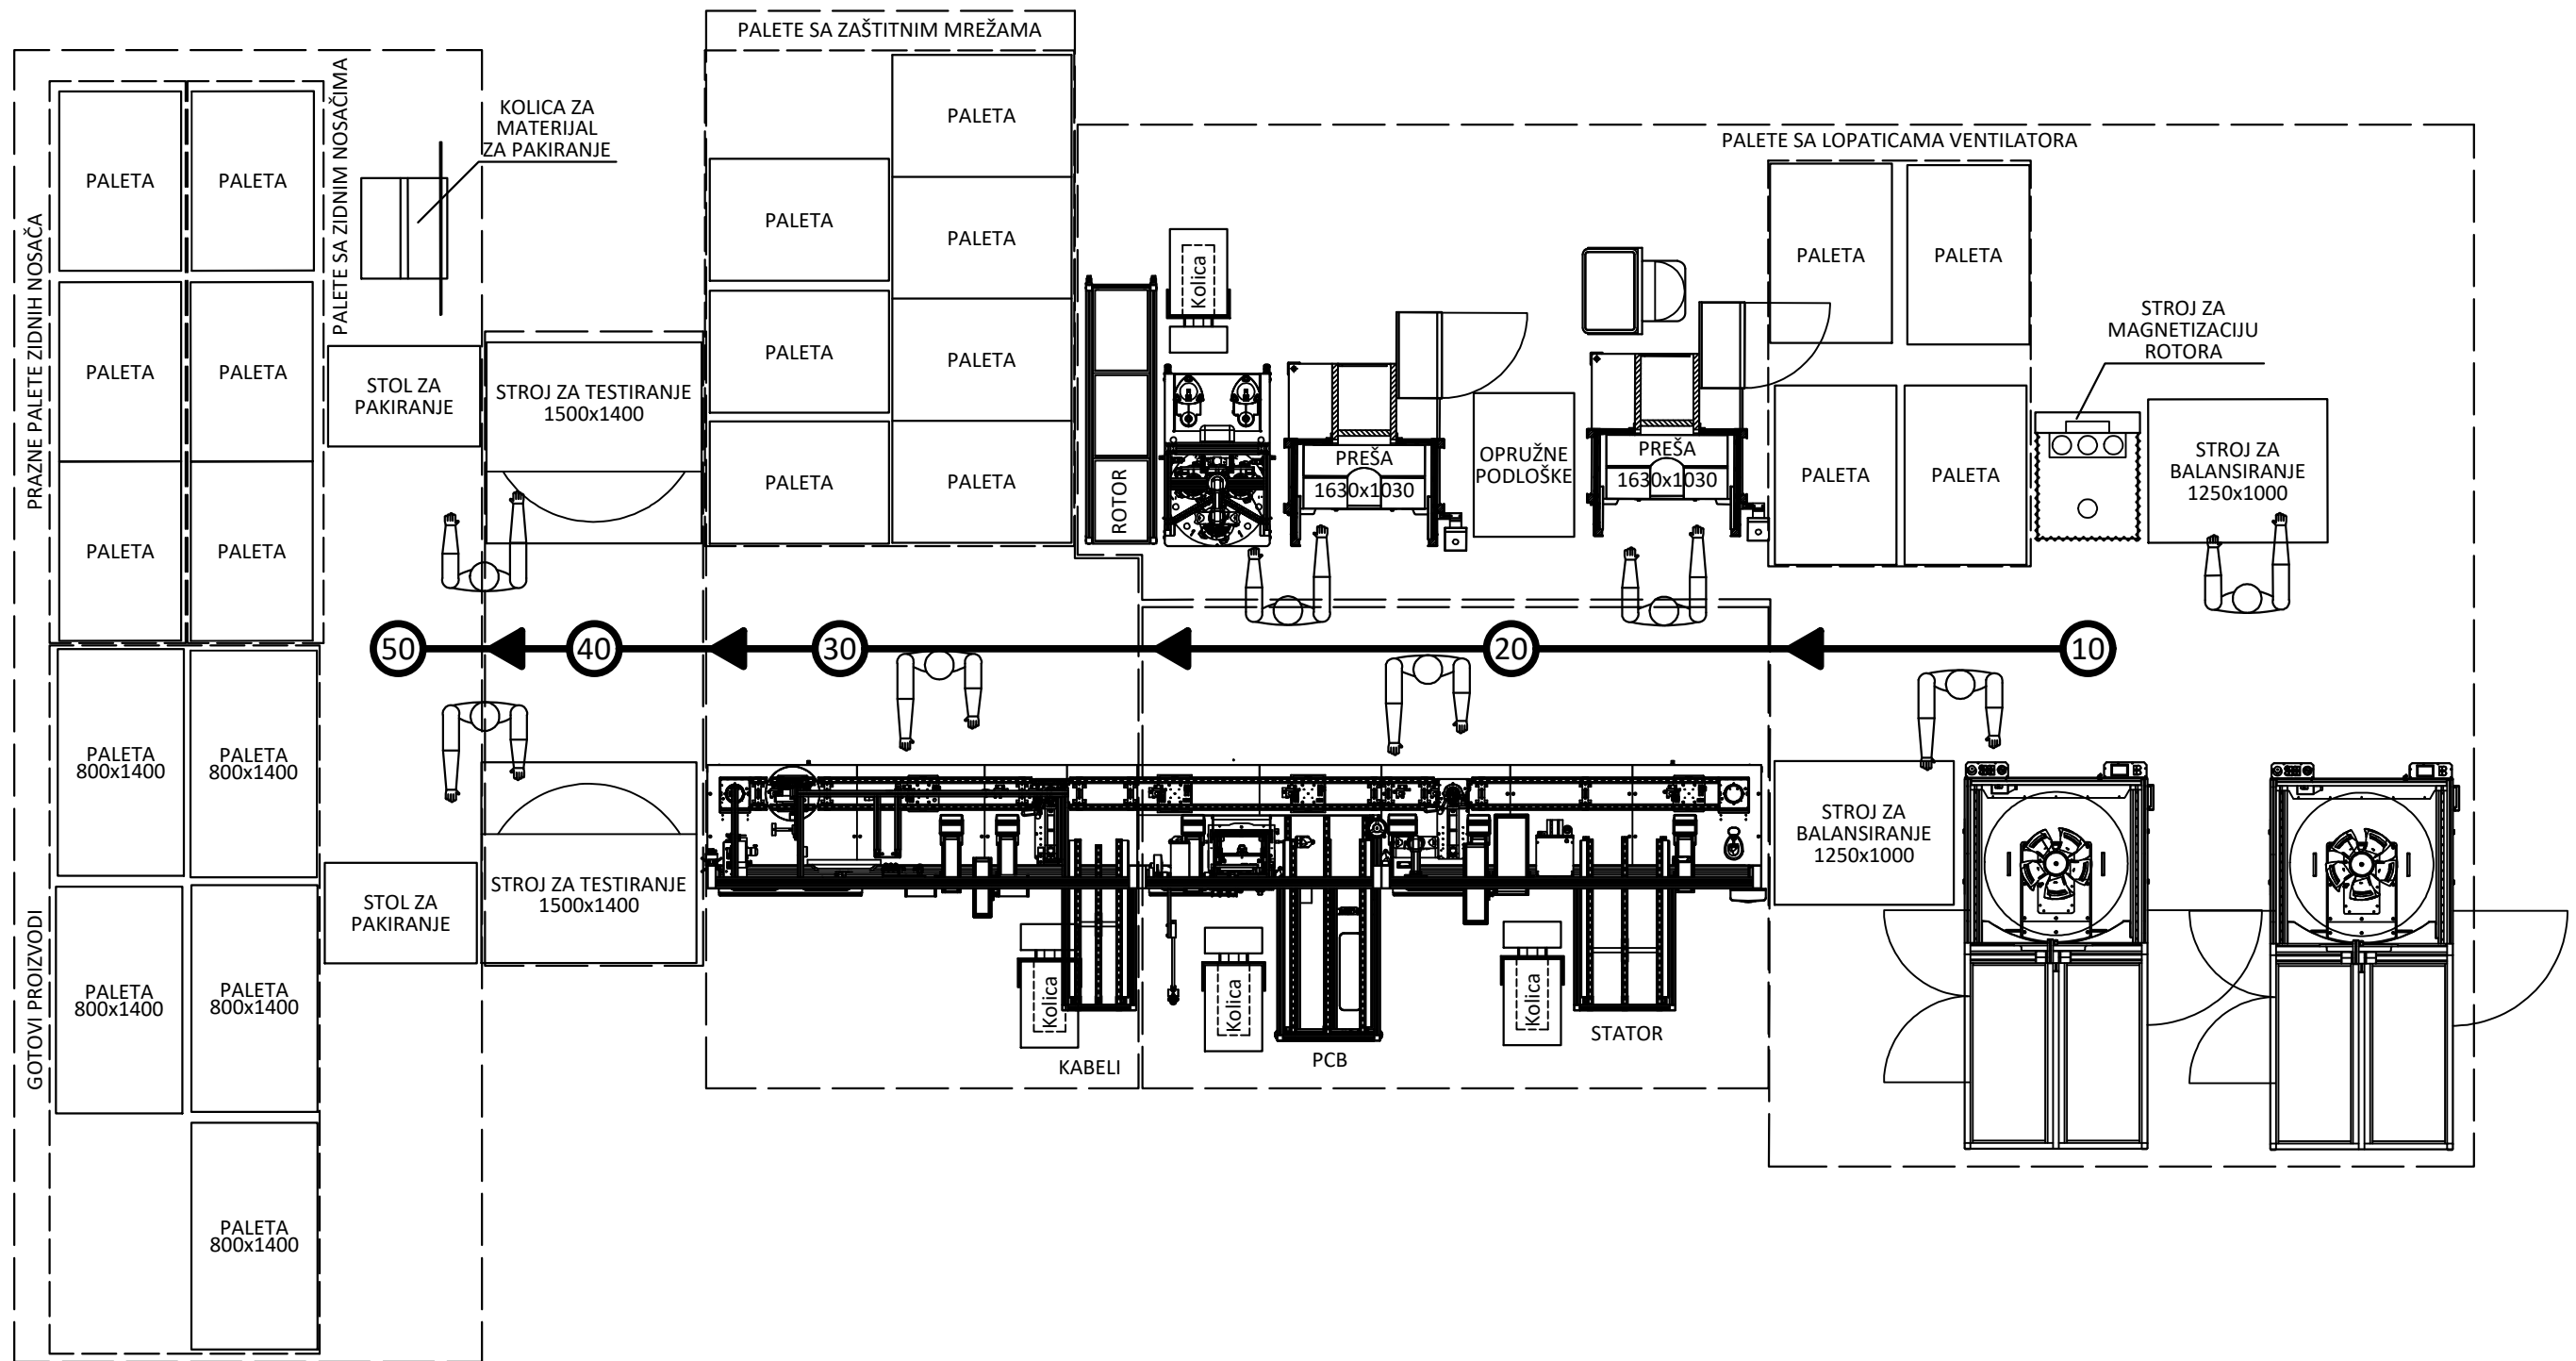 PALETE SA ZAŠTITNIM MREŽAMA
PRAZNE PALETE ZIDNIH NOSAČA
PALETE SA ZIDNIM NOSAČIMA
PALETA
PALETA
PALETA
PALETA
PALETA
PALETA
KOLICA ZA
MATERIJAL
ZA PAKIRANJE
STOL ZA
PAKIRANJE
STROJ ZA TESTIRANJE
1500x1400
PALETA
PALETA
PALETA
PALETA
PALETA
PALETA
PALETA
ROTOR
Kolica
PREŠA
1630x1030
OPRUŽNE
PODLOŠKE
PREŠA
1630x1030
PALETE SA LOPATICAMA VENTILATORA
PALETA
PALETA
PALETA
PALETA
STROJ ZA
MAGNETIZACIJU
ROTORA
STROJ ZA
BALANSIRANJE
1250x1000
50
40
30
20
10
GOTOVI PROIZVODI
PALETA
800x1400
PALETA
800x1400
PALETA
800x1400
PALETA
800x1400
PALETA
800x1400
STOL ZA
PAKIRANJE
STROJ ZA TESTIRANJE
1500x1400
Kolica
KABELI
Kolica
PCB
Kolica
STATOR
STROJ ZA
BALANSIRANJE
1250x1000